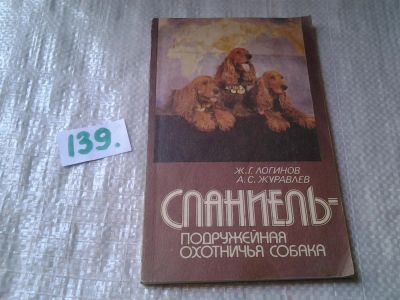 139.
Ж. Г. ЛОГИНОВ
А. С. ЖУРАВЛЕВ
СПАНИЕЛЬ-
ПОДРУЖЕЙНАЯ
ОХОТНИЧЬЯ СОБАКА